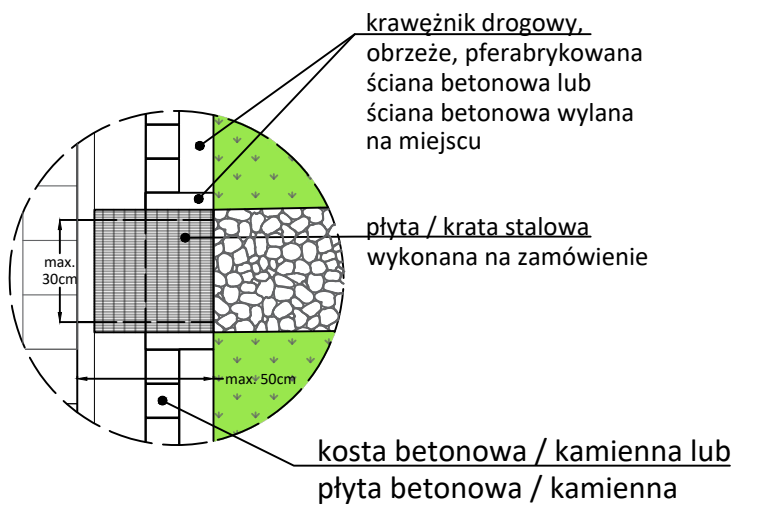 krawężnik drogowy,
obrzeże, pferabrykowana
ściana betonowa lub
ściana betonowa wylana
na miejscu
płyta / krata stalowa
wykonana na zamówienie
max.
30cm
max. 50cm
kosta betonowa / kamienna lub
płyta betonowa / kamienna